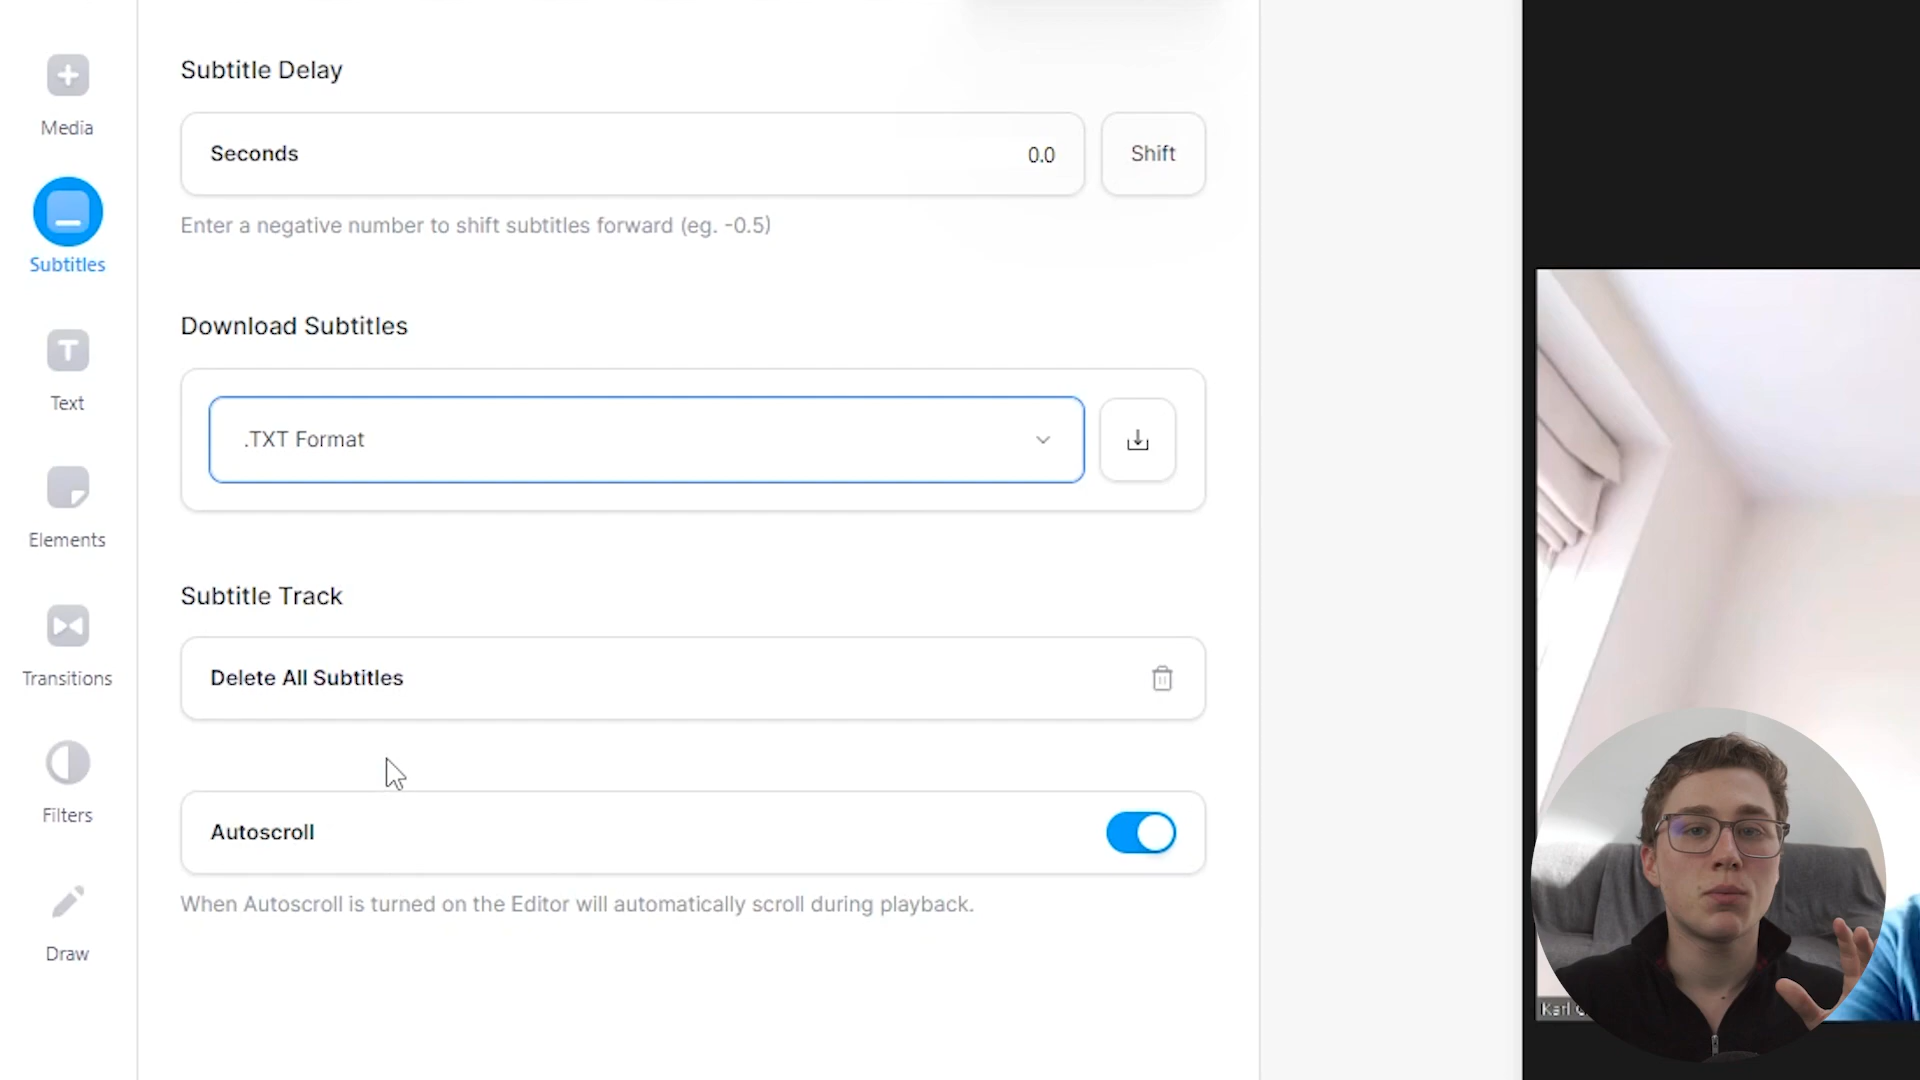 Media
Subtitles
Text
Elements
Transitions
Filters
Draw
Subtitle Delay
Seconds
0.0
Shift
Enter a negative number to shift subtitles forward (eg. -0.5)
Download Subtitles
.TXT Format
Subtitle Track
Delete All Subtitles
Autoscroll
When Autoscroll is turned on the Editor will automatically scroll during playback.
Karl